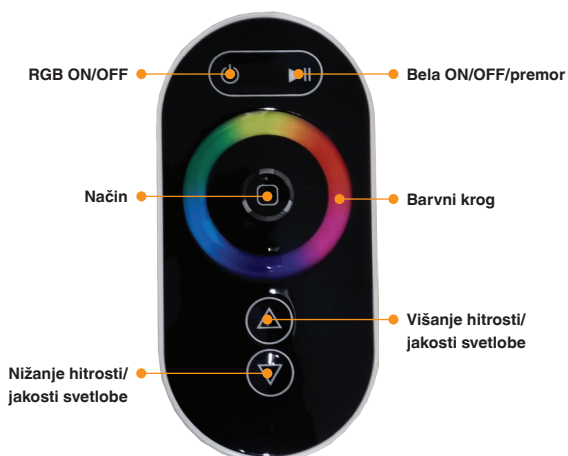 RGB ON/OFF
Bela ON/OFF/premor
Način
Barvni krog
Višanje hitrosti/
jakosti svetlobe
Nižanje hitrosti/
jakosti svetlobe